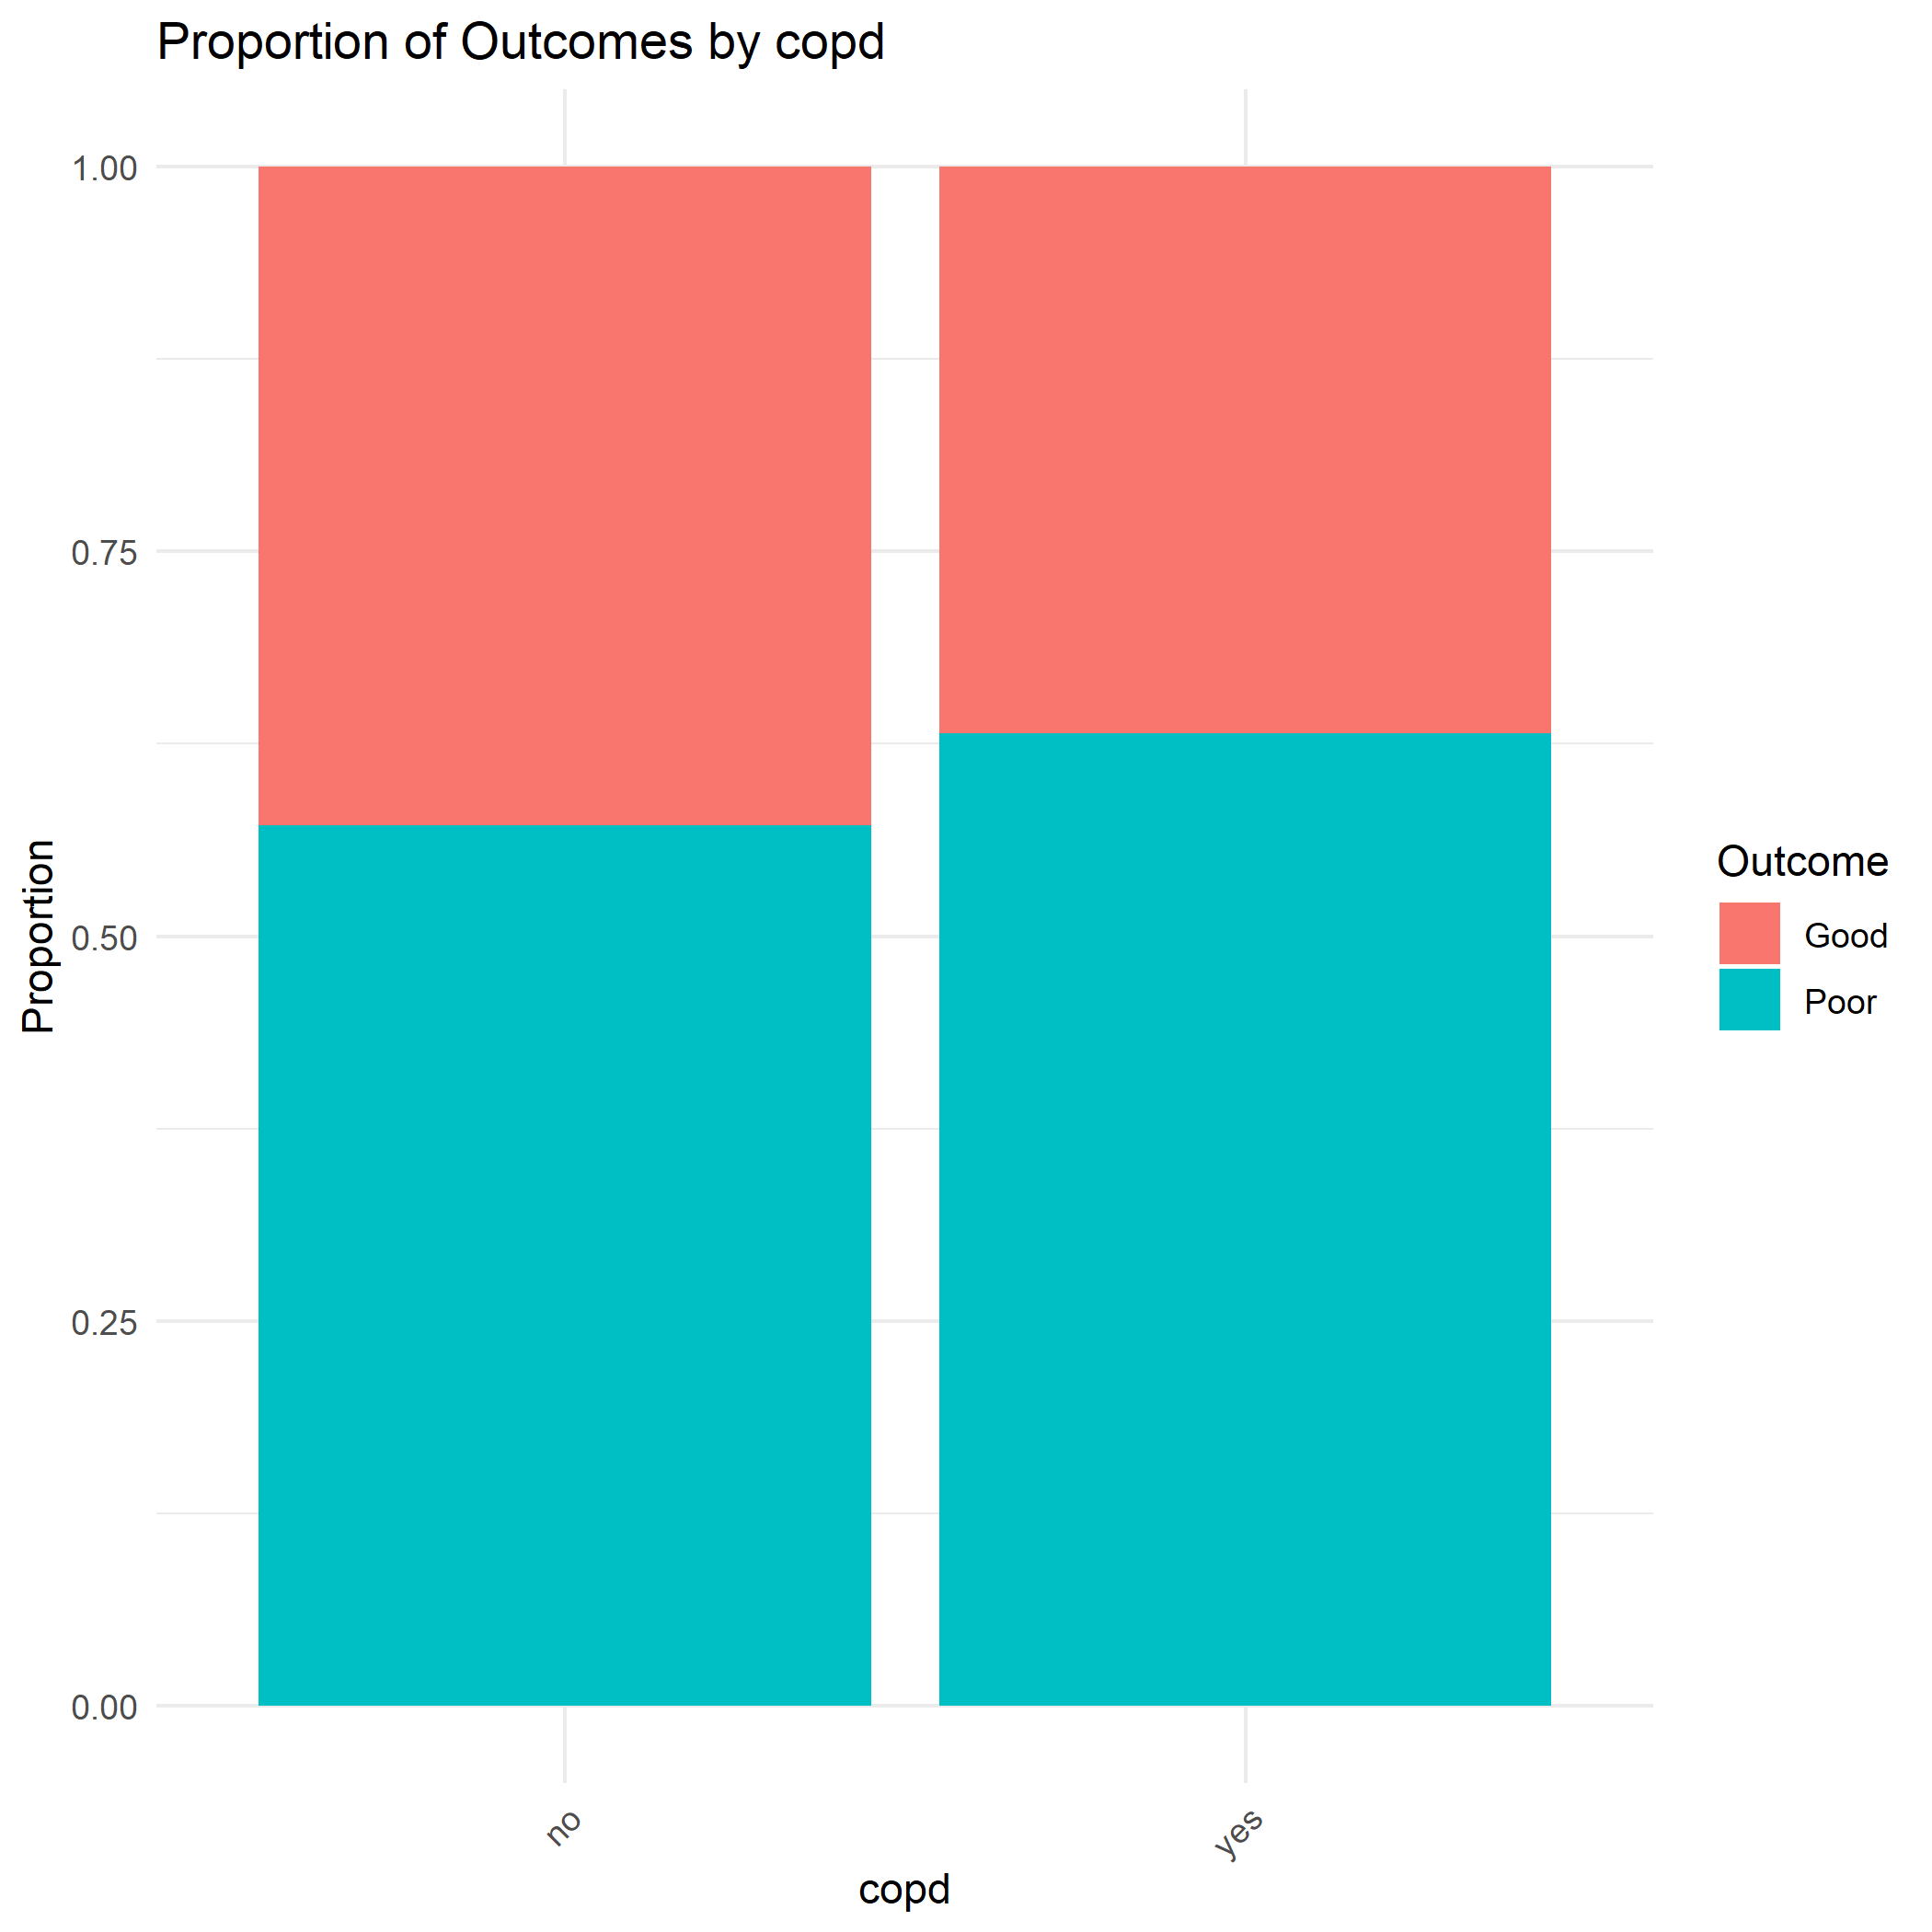 Proportion of Outcomes by copd
1.00
0.75
0.50
0.25
0.00
Proportion
no
yes
copd
Outcome
Good
Poor